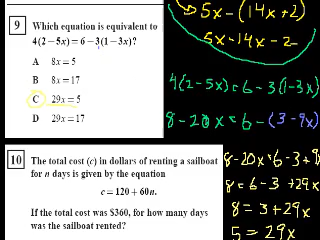 9 Which equation is equivalent to
4(2 − 5x) = 6 − 3(1 − 3x)?
A 8x = 5
B 8x = 17
C 29x = 5
D 29x = 17
10 The total cost (c) in dollars of renting a sailboat
for n days is given by the equation
c = 120 + 60n.
If the total cost was $360, for how many days
was the sailboat rented?
5x − (14x + 2)
5x − 14x − 2
4(2 − 5x) = 6 − 3(1 − 3x)
8 − 20x = 6 − (3 − 9x)
8 − 20x = 6 − 3 + 9x
8 = 6 − 3 + 29x
8 = 3 + 29x
5 = 29x